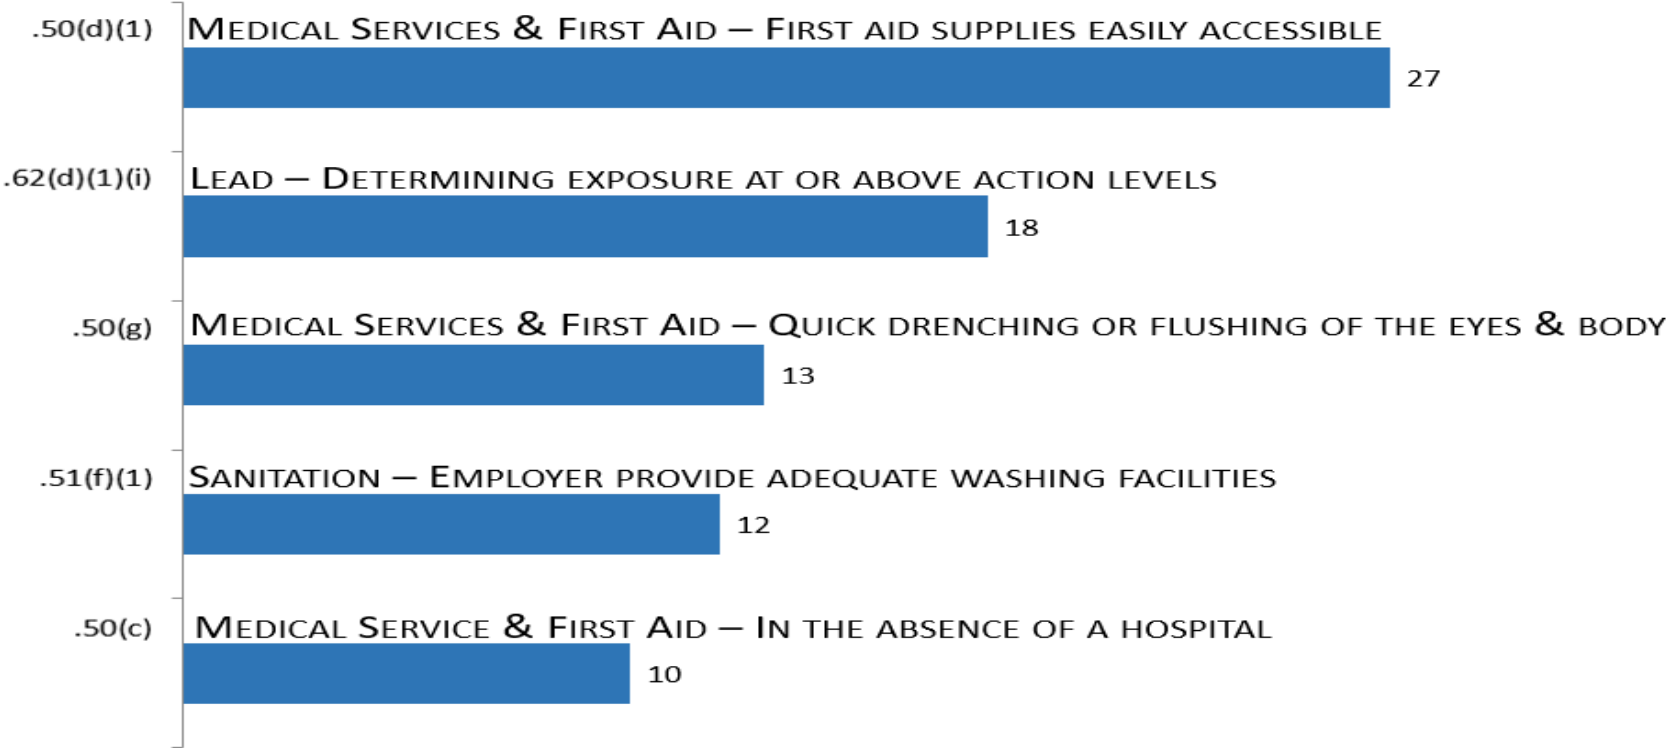 .50(d)(1) MEDICAL SERVICES & FIRST AID – FIRST AID SUPPLIES EASILY ACCESSIBLE
27
.62(d)(1)(i) LEAD – DETERMINING EXPOSURE AT OR ABOVE ACTION LEVELS
18
.50(g) MEDICAL SERVICES & FIRST AID – QUICK DRENCHING OR FLUSHING OF THE EYES & BODY
13
.51(f)(1) SANITATION – EMPLOYER PROVIDE ADEQUATE WASHING FACILITIES
12
.50(c) MEDICAL SERVICE & FIRST AID – IN THE ABSENCE OF A HOSPITAL
10